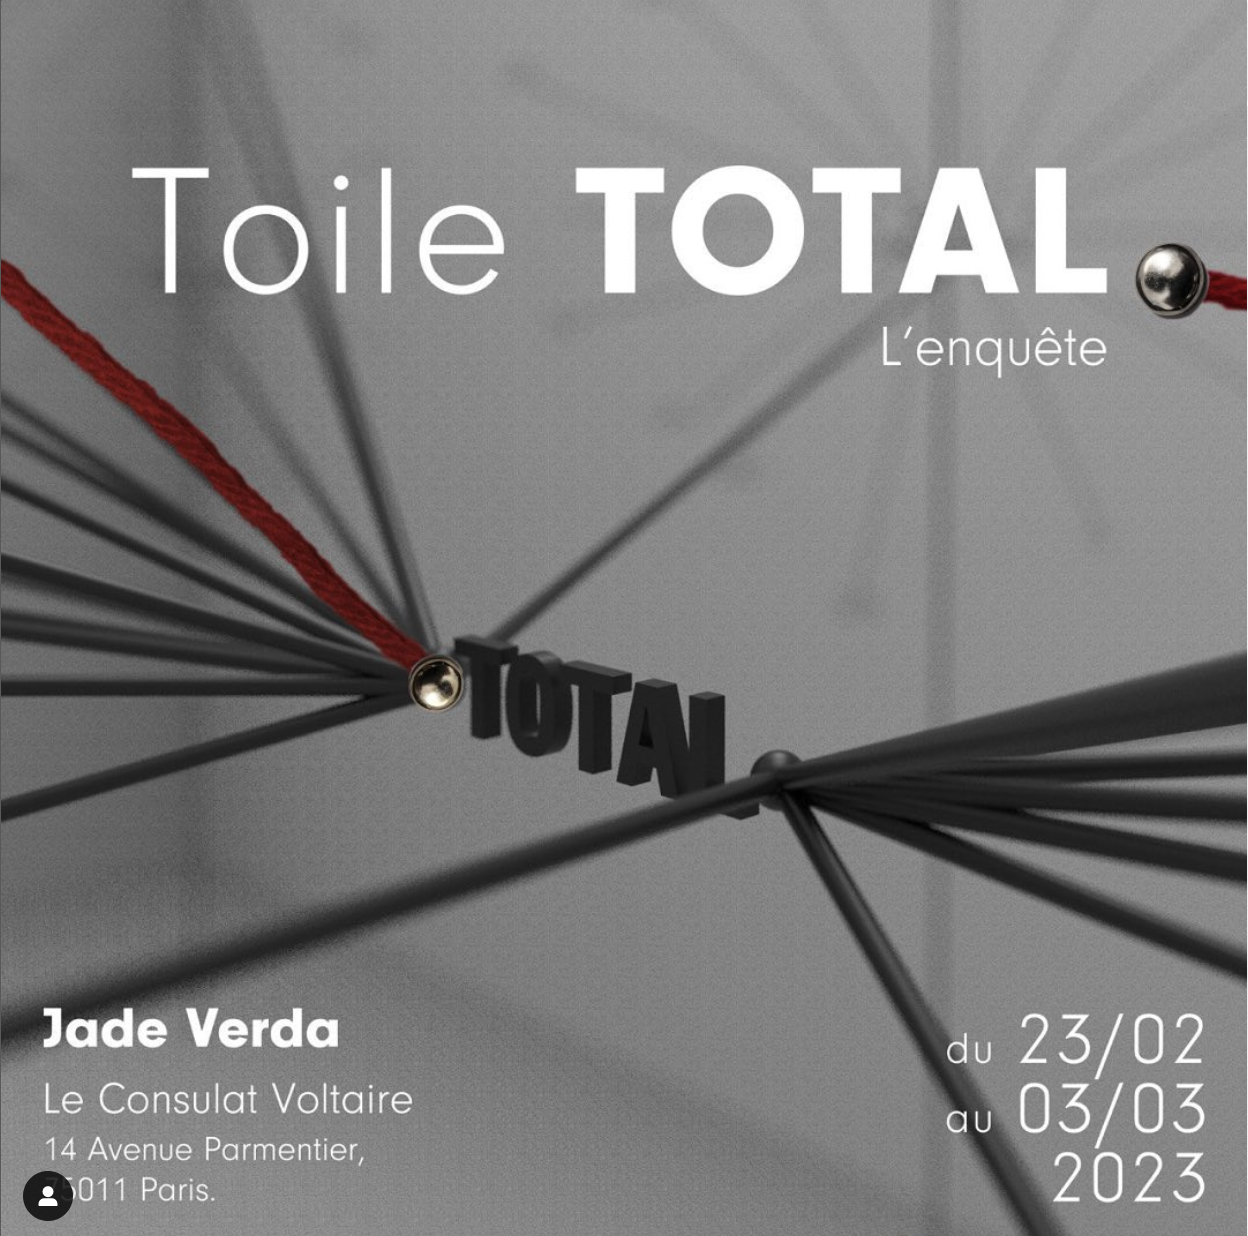 Toile TOTAL
L'enquête
TOTAL
Jade Verda
Le Consulat Voltaire
14 Avenue Parmentier,
75011 Paris.
du 23/02
au 03/03
2023